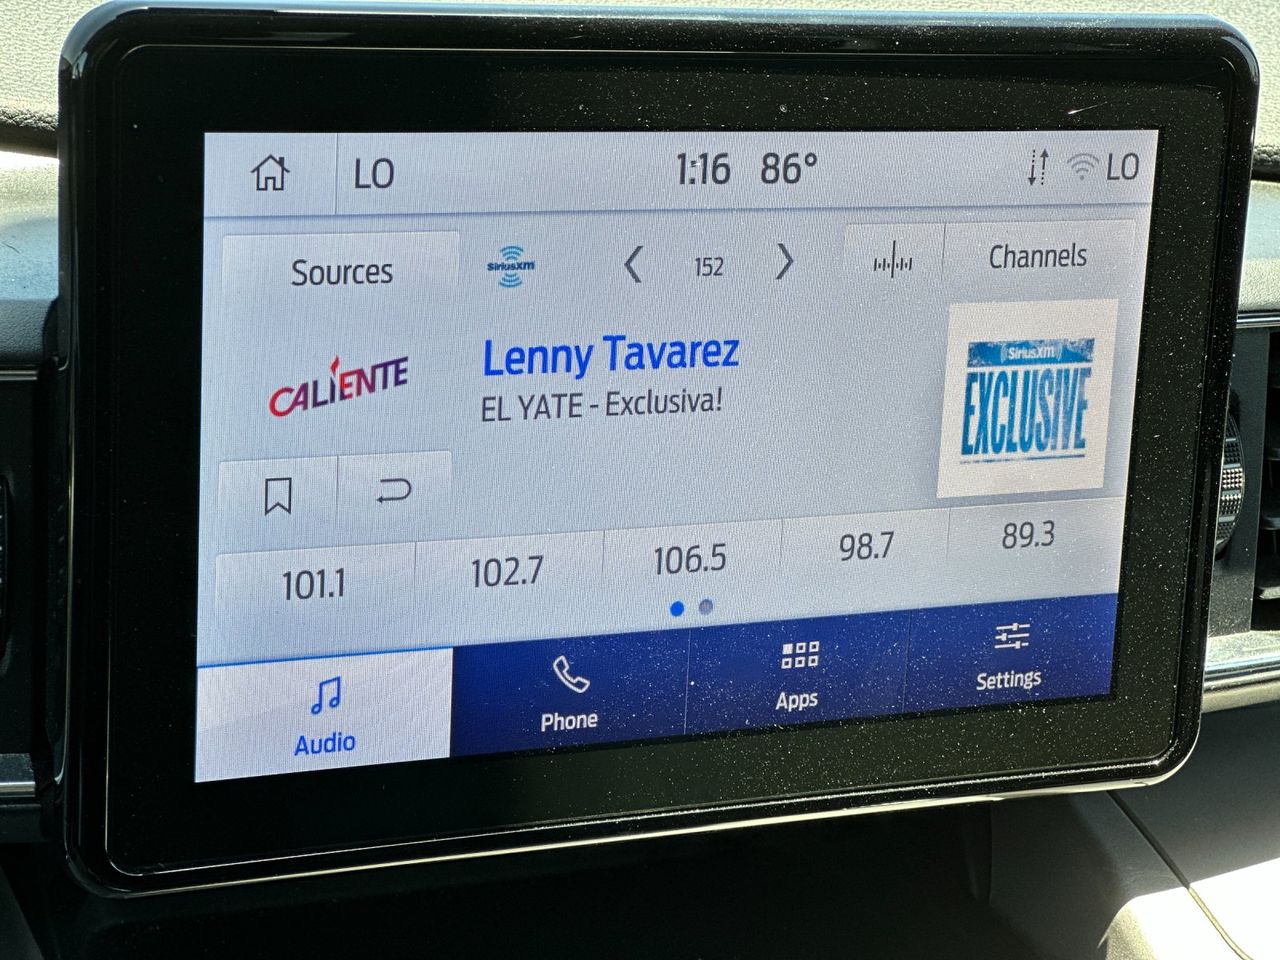 LO
1:16 86°
LO
Sources
SiriusXM
152
Channels
CALIENTE
Lenny Tavarez
EL YATE - Exclusiva!
SiriusXM
EXCLUSIVE
101.1
102.7
106.5
98.7
89.3
Audio
Phone
Apps
Settings